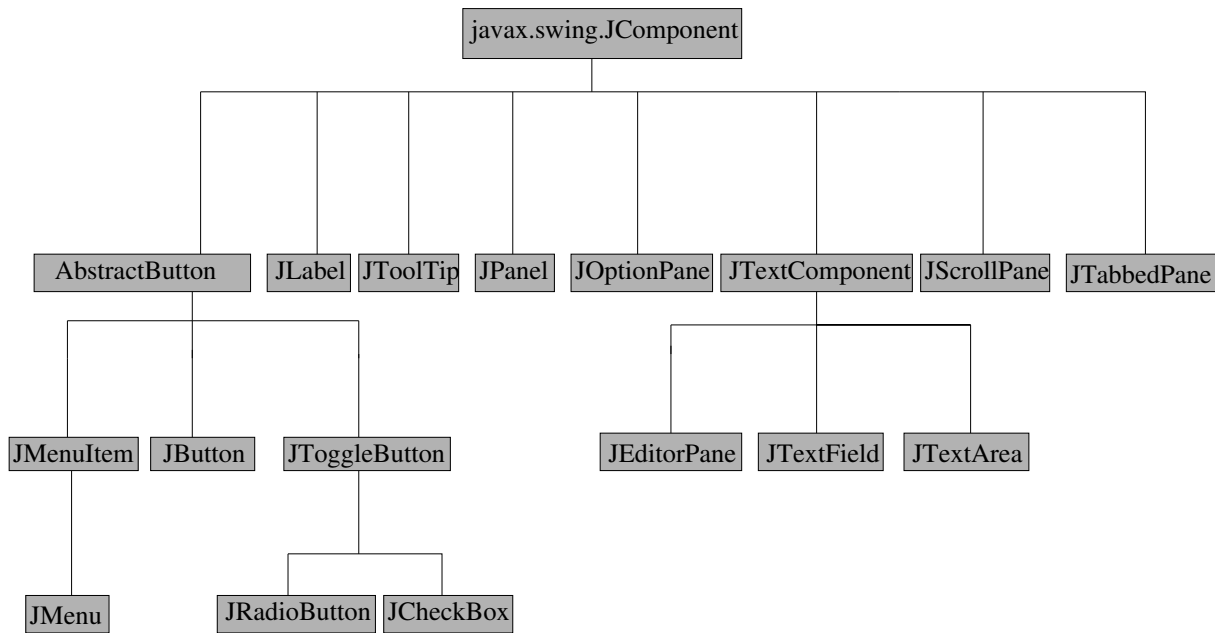 javax.swing.JComponent
AbstractButton
JLabel
JToolTip
JPanel
JOptionPane
JTextComponent
JScrollPane
JTabbedPane
JMenuItem
JButton
JToggleButton
JEditorPane
JTextField
JTextArea
JMenu
JRadioButton
JCheckBox